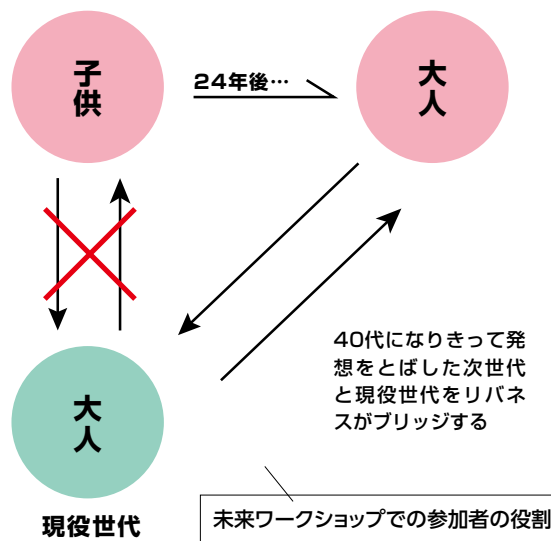 子供
24年後…
大人
40代になりきって発
想をとばした次世代
と現役世代をリバネ
スがブリッジする
大人
現役世代
未来ワークショップでの参加者の役割